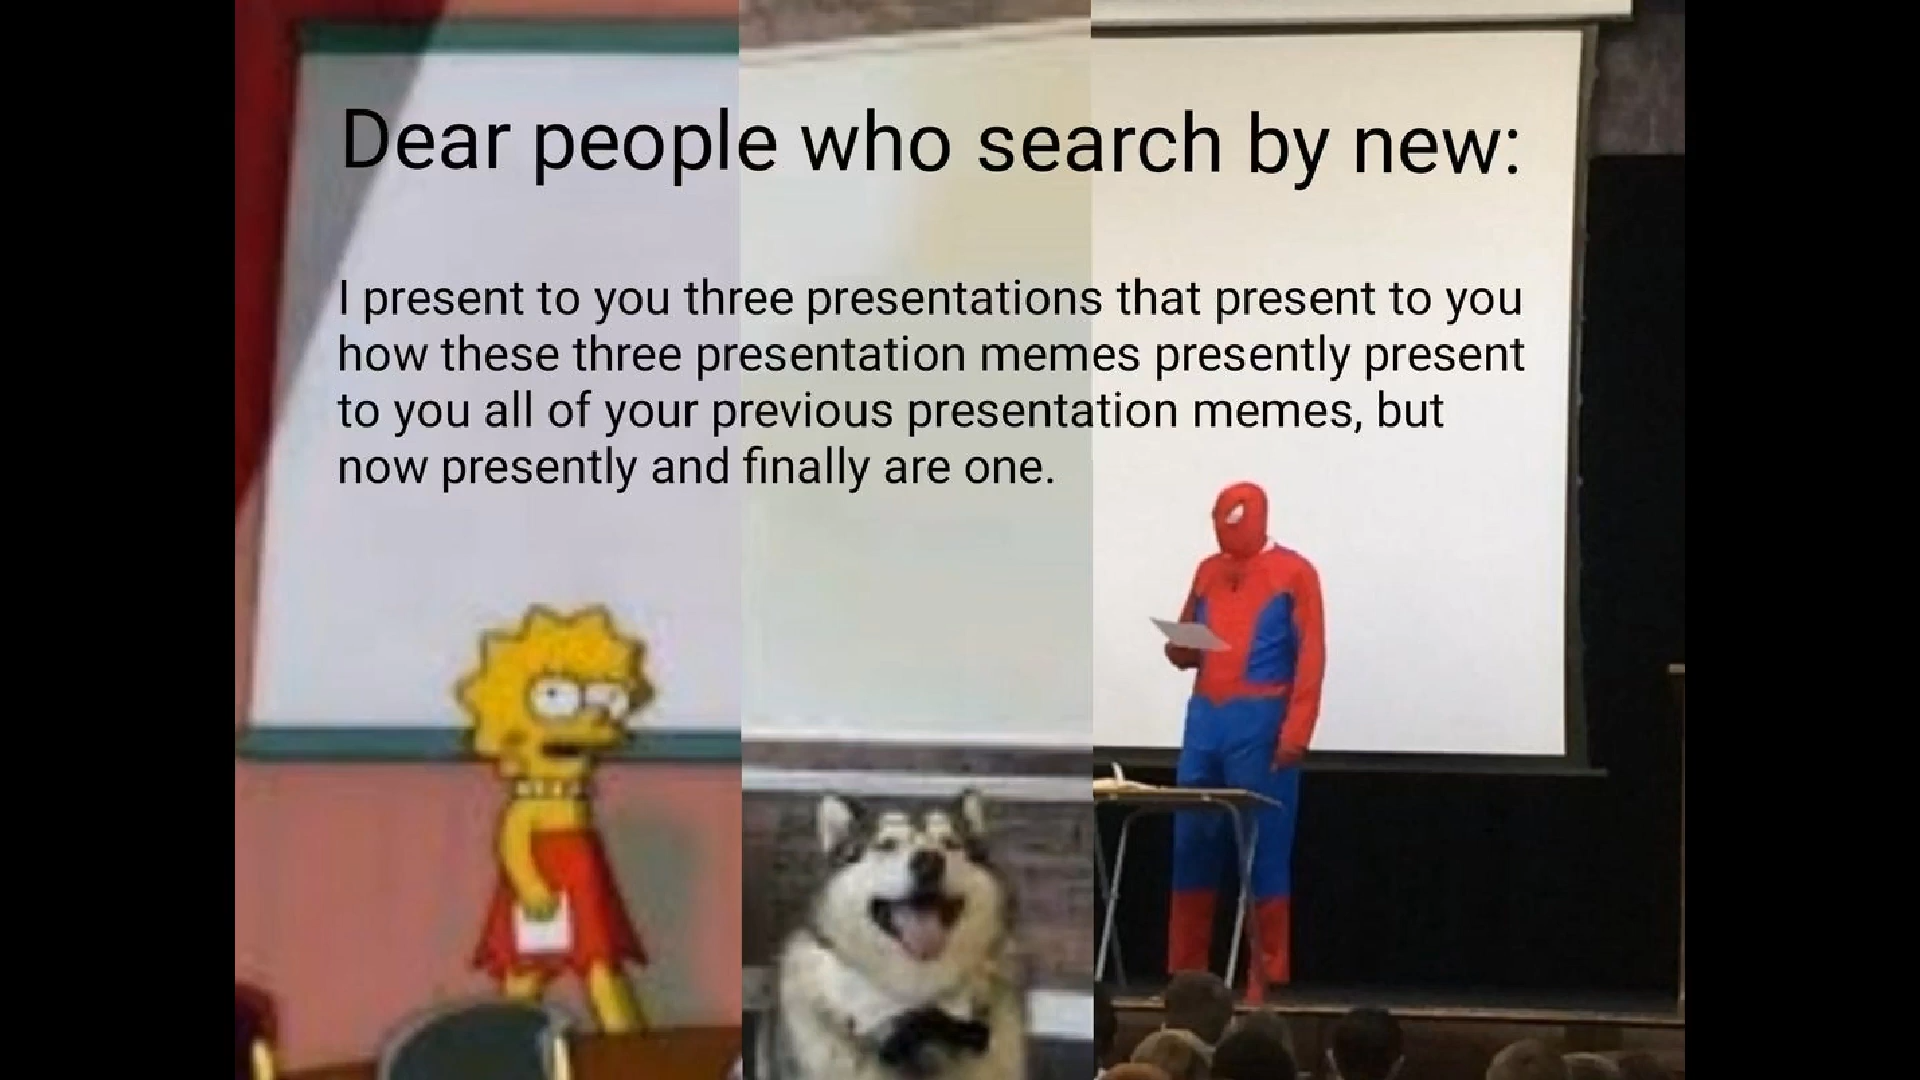 Dear people who search by new:
I present to you three presentations that present to you
how these three presentation memes presently present
to you all of your previous presentation memes, but
now presently and finally are one.